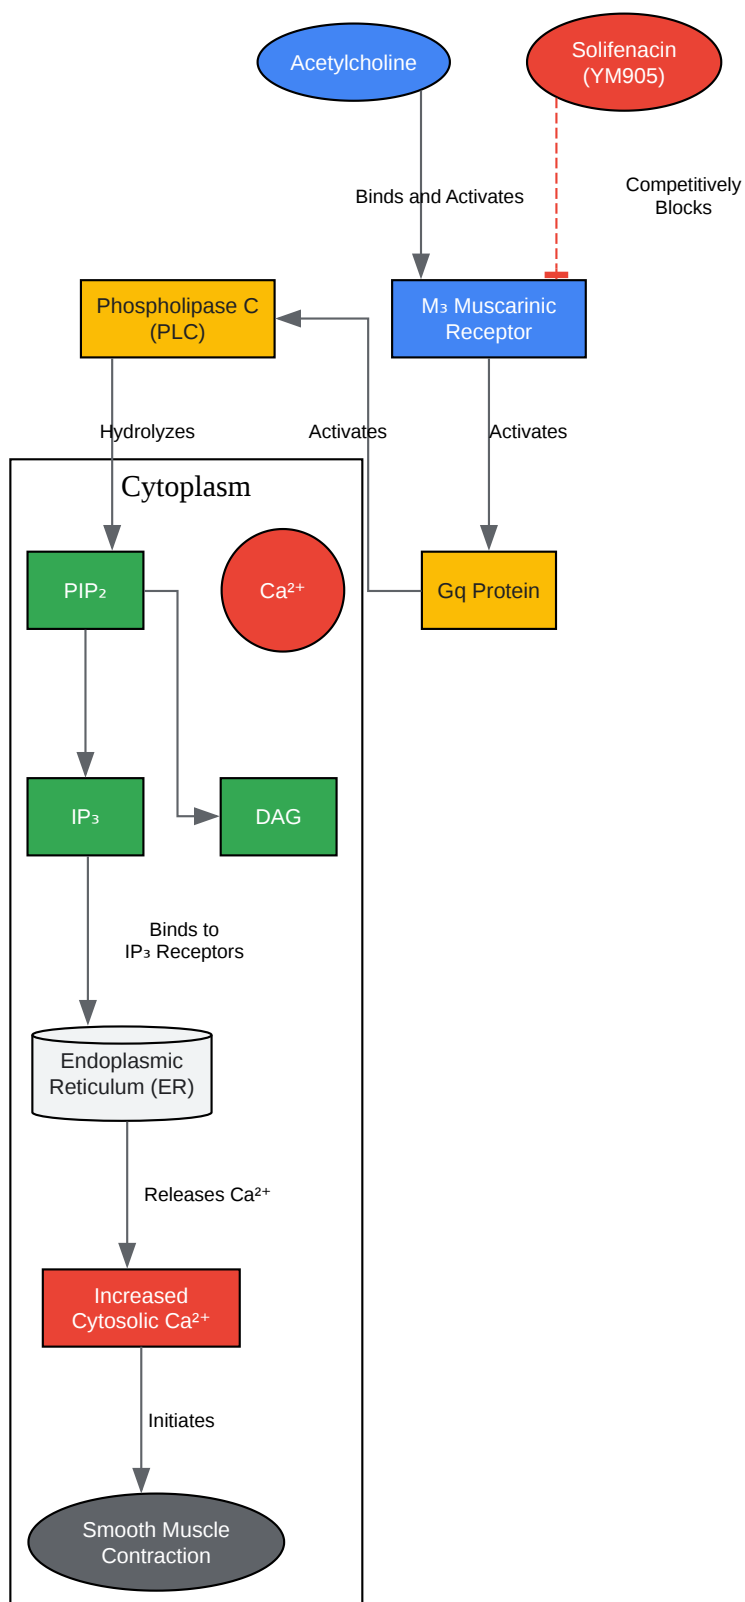 Acetylcholine
Solifenacin
(YM905)
Binds and Activates
Competitively
Blocks
Phospholipase C
(PLC)
M₃ Muscarinic
Receptor
Hydrolyzes
Activates
Activates
Cytoplasm
PIP₂
Ca²⁺
Gq Protein
IP₃
DAG
Binds to
IP₃ Receptors
Endoplasmic
Reticulum (ER)
Releases Ca²⁺
Increased
Cytosolic Ca²⁺
Initiates
Smooth Muscle
Contraction